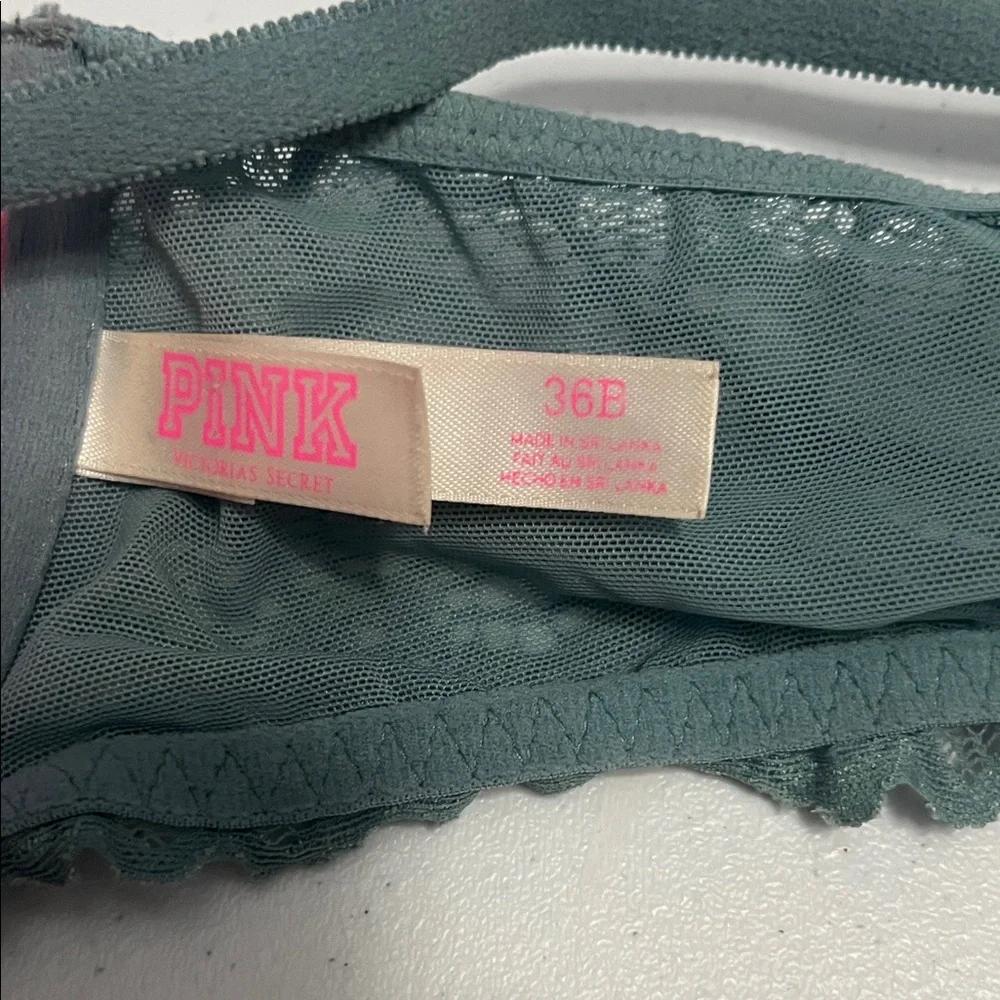 PiNK
VICTORIAS SECRET
36B
MADE IN SRI LANKA
FAIT AU SRI LANKA
HECHO EN SRI LANKA